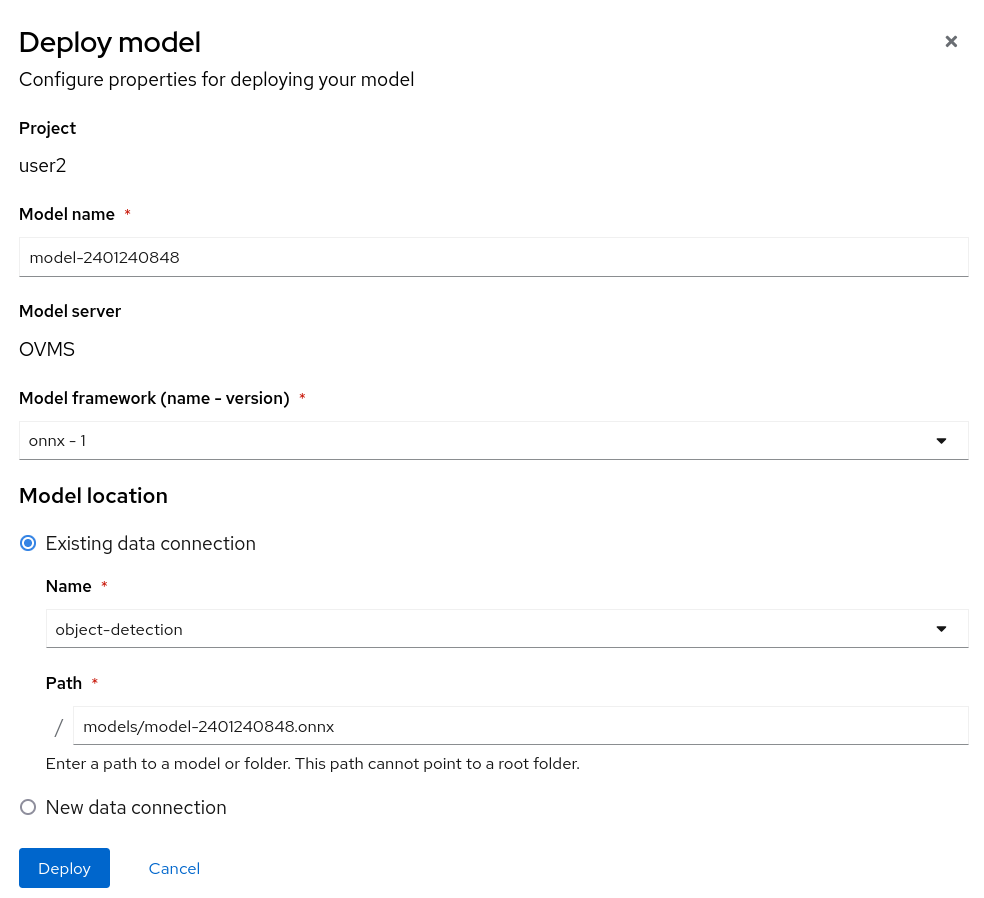 Deploy model
Configure properties for deploying your model
Project
user2
Model name *
model-2401240848
Model server
OVMS
Model framework (name - version) *
onnx - 1
Model location
Existing data connection
Name *
object-detection
Path *
/ models/model-2401240848.onnx
Enter a path to a model or folder. This path cannot point to a root folder.
New data connection
Deploy Cancel